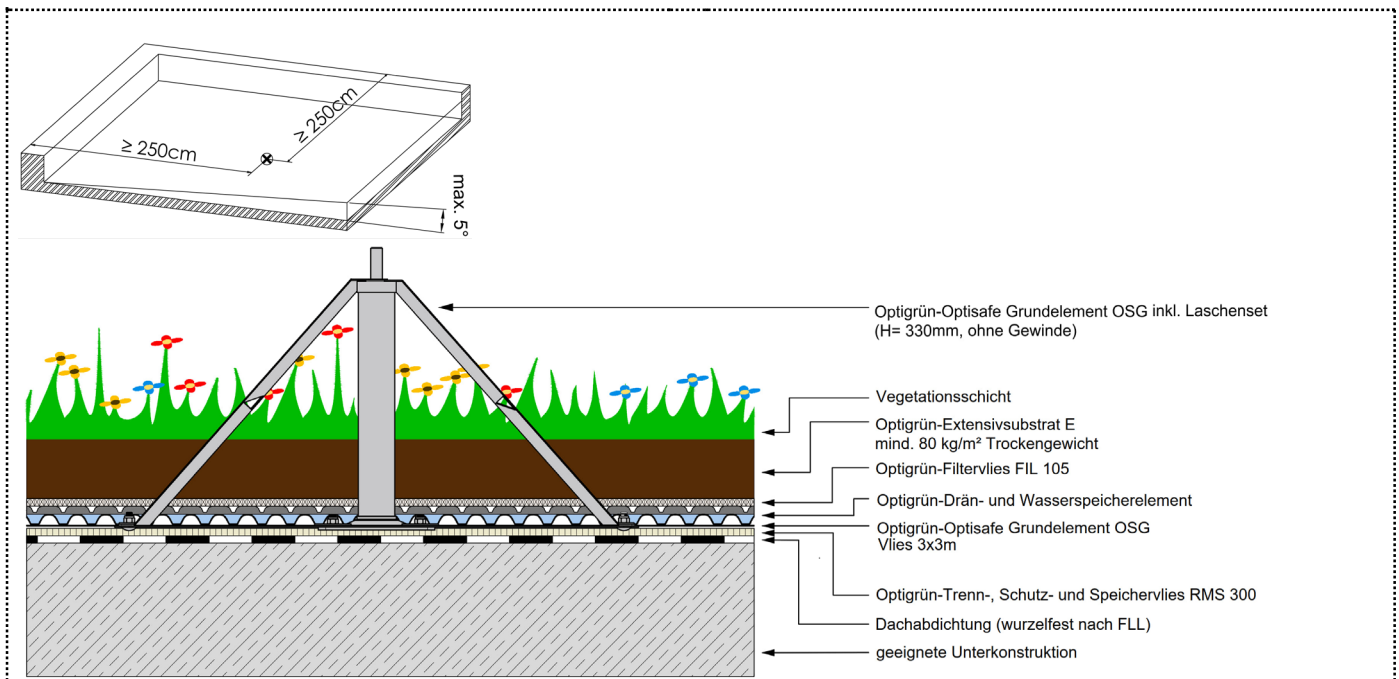 ≥ 250cm
≥ 250cm
max. 5°
Optigrün-Optisafe Grundelement OSG inkl. Laschenset
(H= 330mm, ohne Gewinde)
Vegetationsschicht
Optigrün-Extensivsubstrat E
mind. 80 kg/m² Trockengewicht
Optigrün-Filtervlies FIL 105
Optigrün-Drän- und Wasserspeicherelement
Optigrün-Optisafe Grundelement OSG
Vlies 3x3m
Optigrün-Trenn-, Schutz- und Speichervlies RMS 300
Dachabdichtung (wurzelfest nach FLL)
geeignete Unterkonstruktion